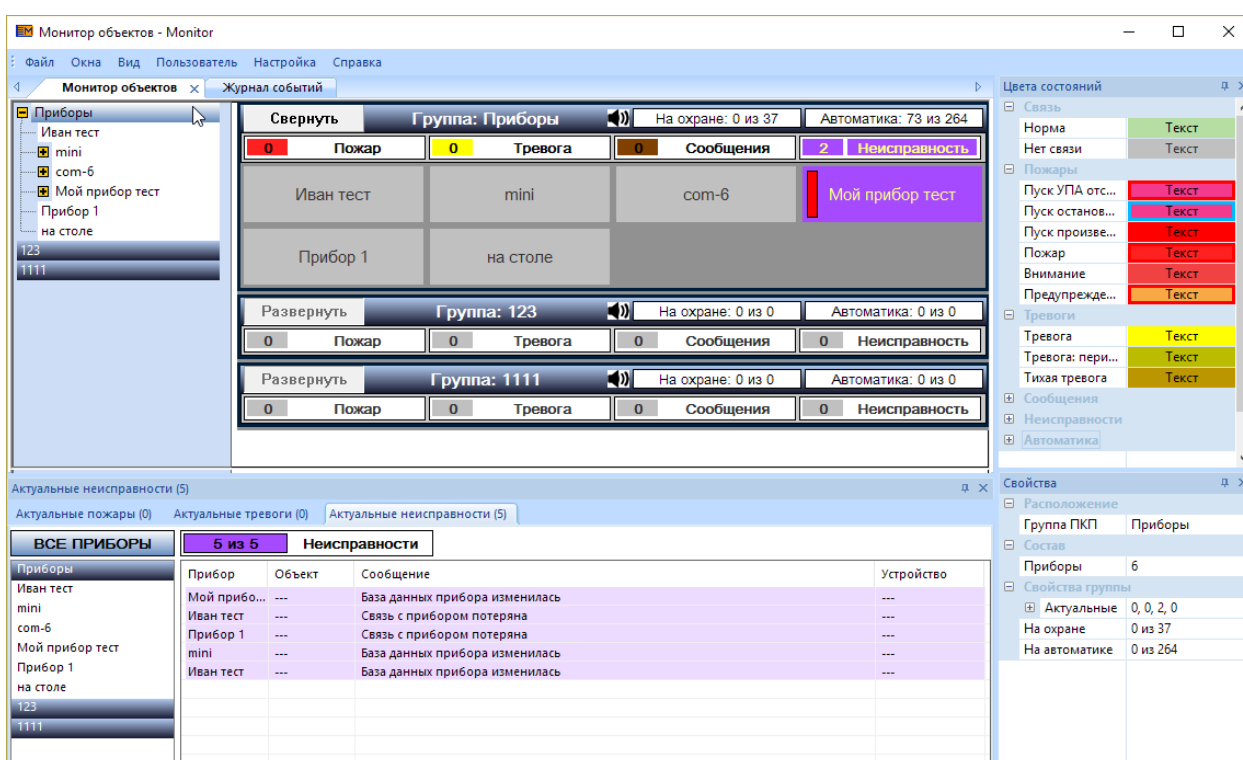 Монитор объектов - Monitor
Файл Окна Вид Пользователь Настройка Справка
Монитор объектов Журнал событий
Приборы
Иван тест
mini
com-6
Мой прибор тест
Прибор 1
на столе
123
1111
Свернуть Группа: Приборы На охране: 0 из 37 Автоматика: 73 из 264
0 Пожар 0 Тревога 0 Сообщения 2 Неисправность
Иван тест mini com-6 Мой прибор тест
Прибор 1 на столе
Развернуть Группа: 123 На охране: 0 из 0 Автоматика: 0 из 0
0 Пожар 0 Тревога 0 Сообщения 0 Неисправность
Развернуть Группа: 1111 На охране: 0 из 0 Автоматика: 0 из 0
0 Пожар 0 Тревога 0 Сообщения 0 Неисправность
Цвета состояний
Связь
Норма Текст
Нет связи Текст
Пожары
Пуск УПА отс... Текст
Пуск останов... Текст
Пуск произве... Текст
Пожар Текст
Внимание Текст
Предупрежде... Текст
Тревоги
Тревога Текст
Тревога: пери... Текст
Тихая тревога Текст
Сообщения
Неисправности
Автоматика
Актуальные неисправности (5)
Актуальные пожары (0) Актуальные тревоги (0) Актуальные неисправности (5)
ВСЕ ПРИБОРЫ 5 из 5 Неисправности
Приборы
Иван тест
mini
com-6
Мой прибор тест
Прибор 1
на столе
123
1111
Прибор Объект Сообщение Устройство
Мой прибо... --- База данных прибора изменилась ---
Иван тест --- Связь с прибором потеряна ---
Прибор 1 --- Связь с прибором потеряна ---
mini --- База данных прибора изменилась ---
Иван тест --- База данных прибора изменилась ---
Свойства
Расположение
Группа ПКП Приборы
Состав
Приборы 6
Свойства группы
Актуальные 0, 0, 2, 0
На охране 0 из 37
На автоматике 0 из 264